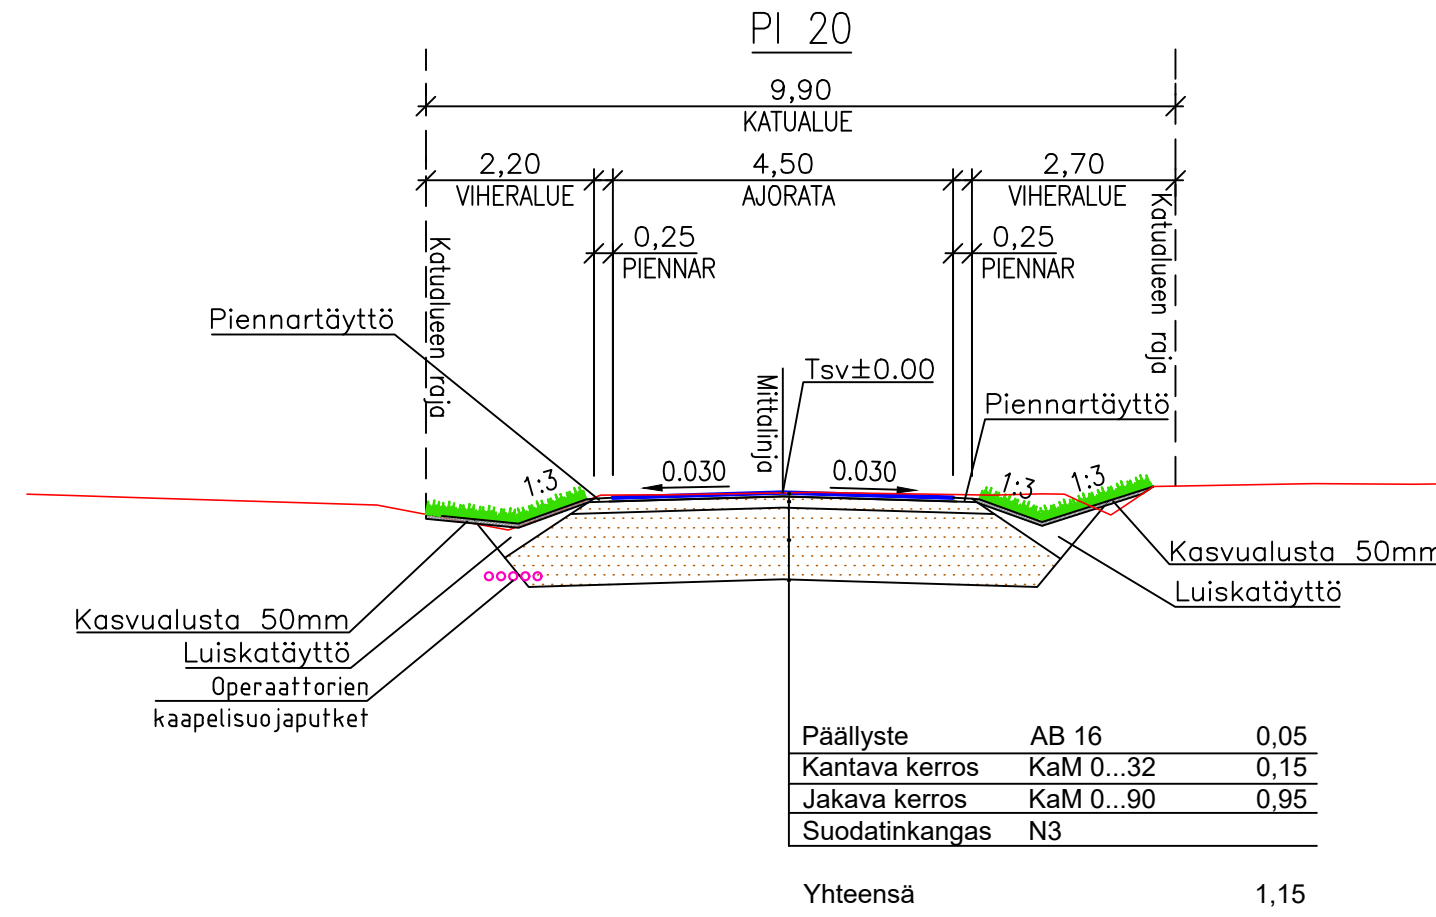 PI 20
9,90
KATUALUE
2,20 4,50 2,70
VIHERALUE AJORATA VIHERALUE
0,25 0,25
PIENNAR PIENNAR
Katualueen raja
Katualueen raja
Piennartäyttö
Tsv±0.00
Mittalinja
Piennartäyttö
1:3 0.030 0.030 1:3 1:3
Kasvualusta 50mm
Luiskatäyttö
Kasvualusta 50mm
Luiskatäyttö
Operaattorien
kaapelisuojaputket
Päällyste AB 16 0,05
Kantava kerros KaM 0...32 0,15
Jakava kerros KaM 0...90 0,95
Suodatinkangas N3
Yhteensä 1,15